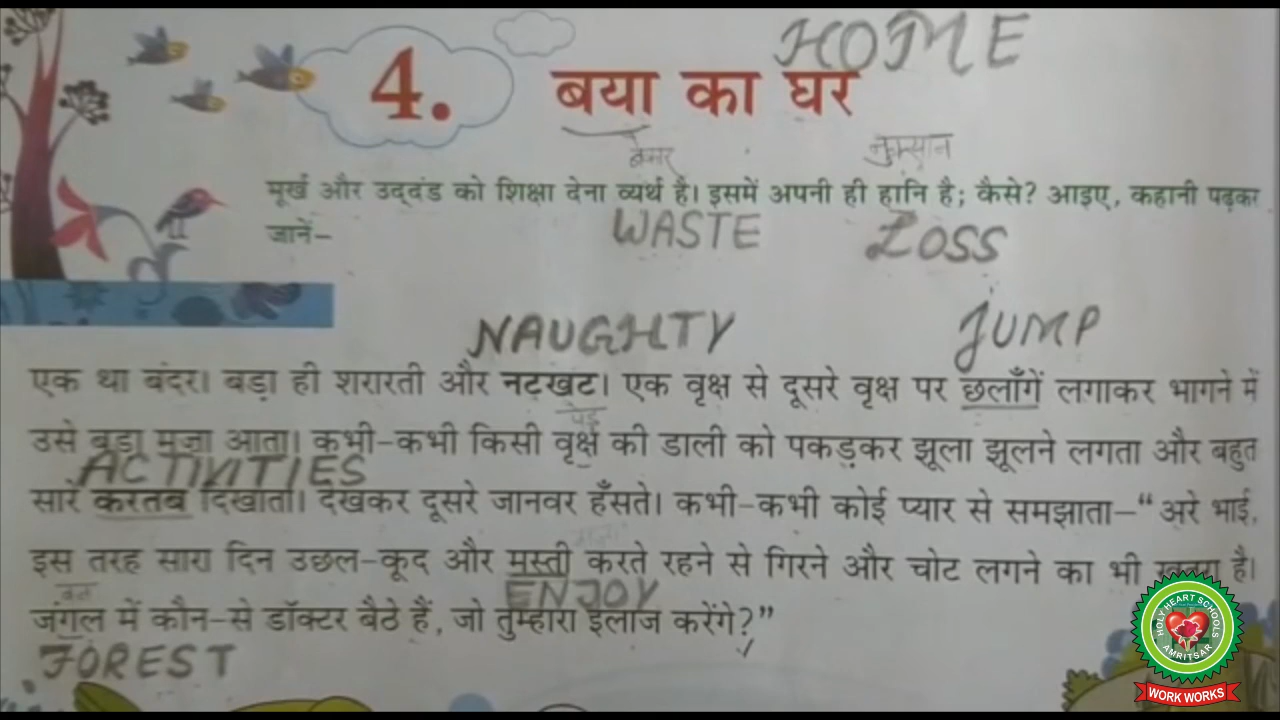 HOME
4. बया का घर
बेकार नुकसान
मूर्ख और उद्दंड को शिक्षा देना व्यर्थ है। इसमें अपनी ही हानि है; कैसे? आइए, कहानी पढ़कर
जानें–
WASTE LOSS
NAUGHTY JUMP
एक था बंदर। बड़ा ही शरारती और नटखट। एक वृक्ष से दूसरे वृक्ष पर छलाँगें लगाकर भागने में
पेड़
उसे बड़ा मज़ा आता। कभी-कभी किसी वृक्ष की डाली को पकड़कर झूला झूलने लगता और बहुत
ACTIVITIES
सारे करतब दिखाता। देखकर दूसरे जानवर हँसते। कभी-कभी कोई प्यार से समझाता–“ अरे भाई,
इस तरह सारा दिन उछल-कूद और मस्ती करते रहने से गिरने और चोट लगने का भी खतरा है।
वन ENJOY
जंगल में कौन-से डॉक्टर बैठे हैं, जो तुम्हारा इलाज करेंगे?”
FOREST
HOLY HEART SCHOOLS
AMRITSAR
WORK WORKS